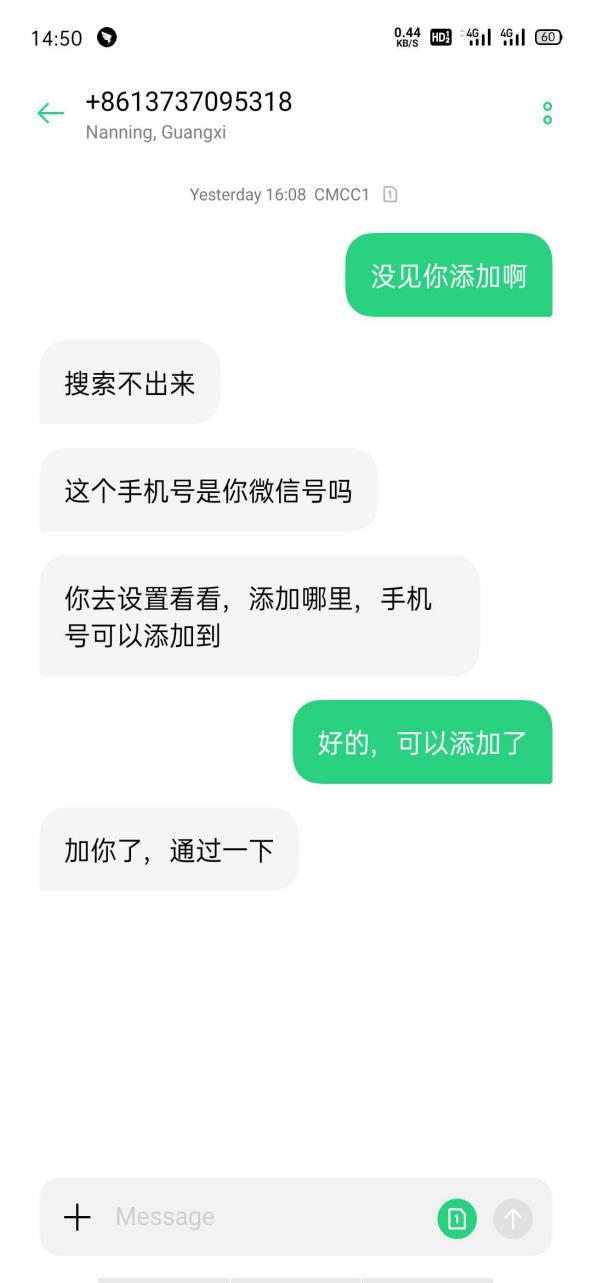 14:50
0.44 KB/S HD 4G 4G 60
+8613737095318
Nanning, Guangxi
Yesterday 16:08 CMCC1 1
没见你添加啊
搜索不出来
这个手机号是你微信号吗
你去设置看看，添加哪里，手机
号可以添加到
好的，可以添加了
加你了，通过一下
Message
1